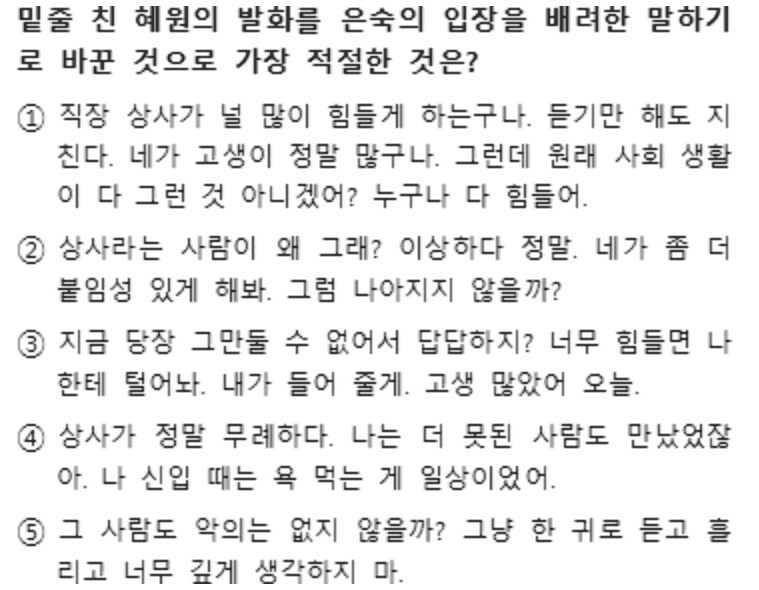 밑줄 친 혜원의 발화를 은숙의 입장을 배려한 말하기
로 바꾼 것으로 가장 적절한 것은?
① 직장 상사가 널 많이 힘들게 하는구나. 듣기만 해도 지
친다. 네가 고생이 정말 많구나. 그런데 원래 사회 생활
이 다 그런 것 아니겠어? 누구나 다 힘들어.
② 상사라는 사람이 왜 그래? 이상하다 정말. 네가 좀 더
붙임성 있게 해봐. 그럼 나아지지 않을까?
③ 지금 당장 그만둘 수 없어서 답답하지? 너무 힘들면 나
한테 털어놔. 내가 들어 줄게. 고생 많았어 오늘.
④ 상사가 정말 무례하다. 나는 더 못된 사람도 만났었잖
아. 나 신입 때는 욕 먹는 게 일상이었어.
⑤ 그 사람도 악의는 없지 않을까? 그냥 한 귀로 듣고 흘
리고 너무 깊게 생각하지 마.